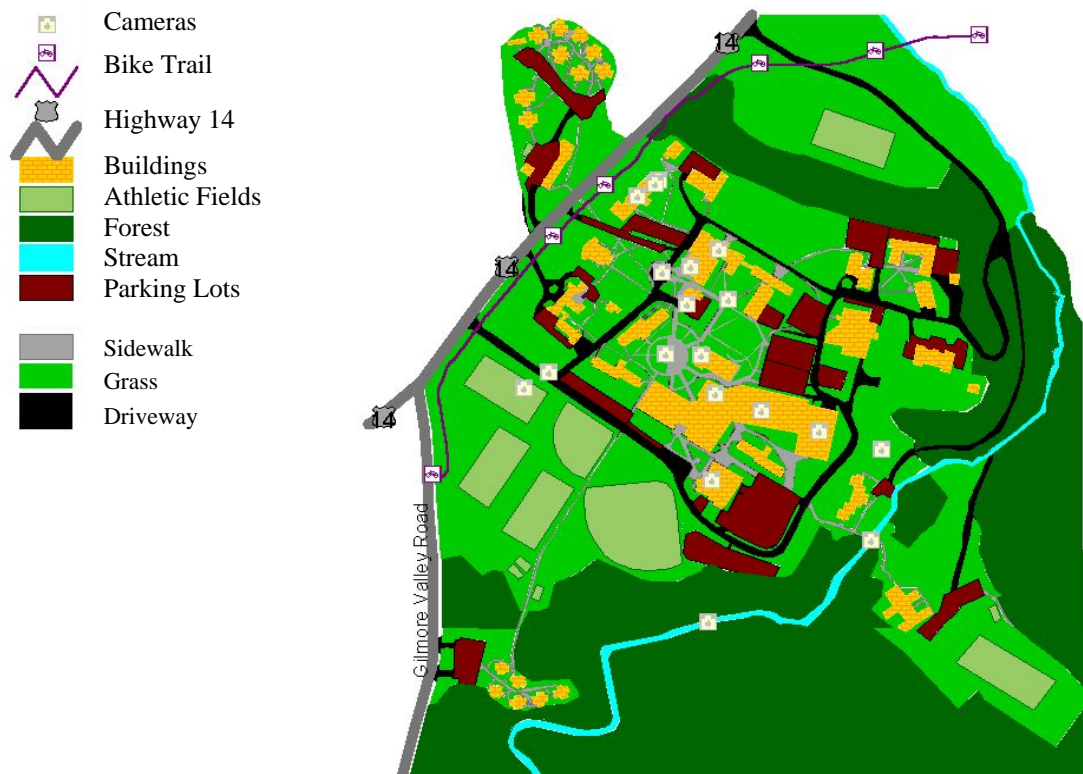 Cameras
Bike Trail
Highway 14
Buildings
Athletic Fields
Forest
Stream
Parking Lots
Sidewalk
Grass
Driveway
14
14
14
Gilmore Valley Road